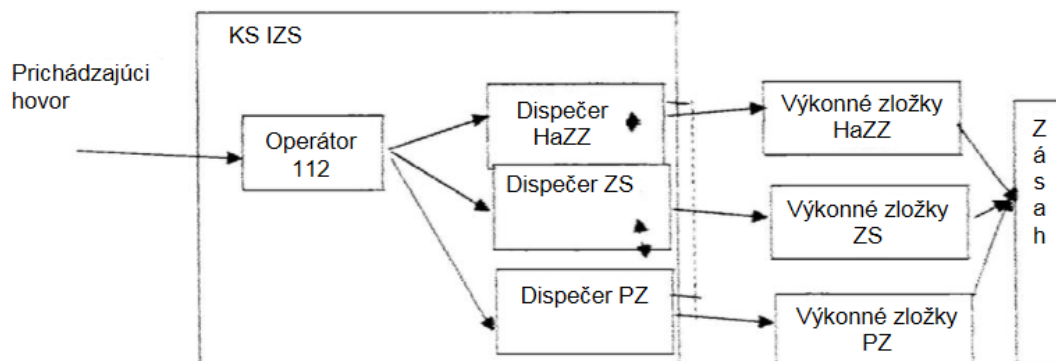 KS IZS
Prichádzajúci
hovor
Operátor
112
Dispečer
HaZZ
Dispečer ZS
Dispečer PZ
Výkonné zložky
HaZZ
Výkonné zložky
ZS
Výkonné zložky
PZ
Z
á
s
a
h